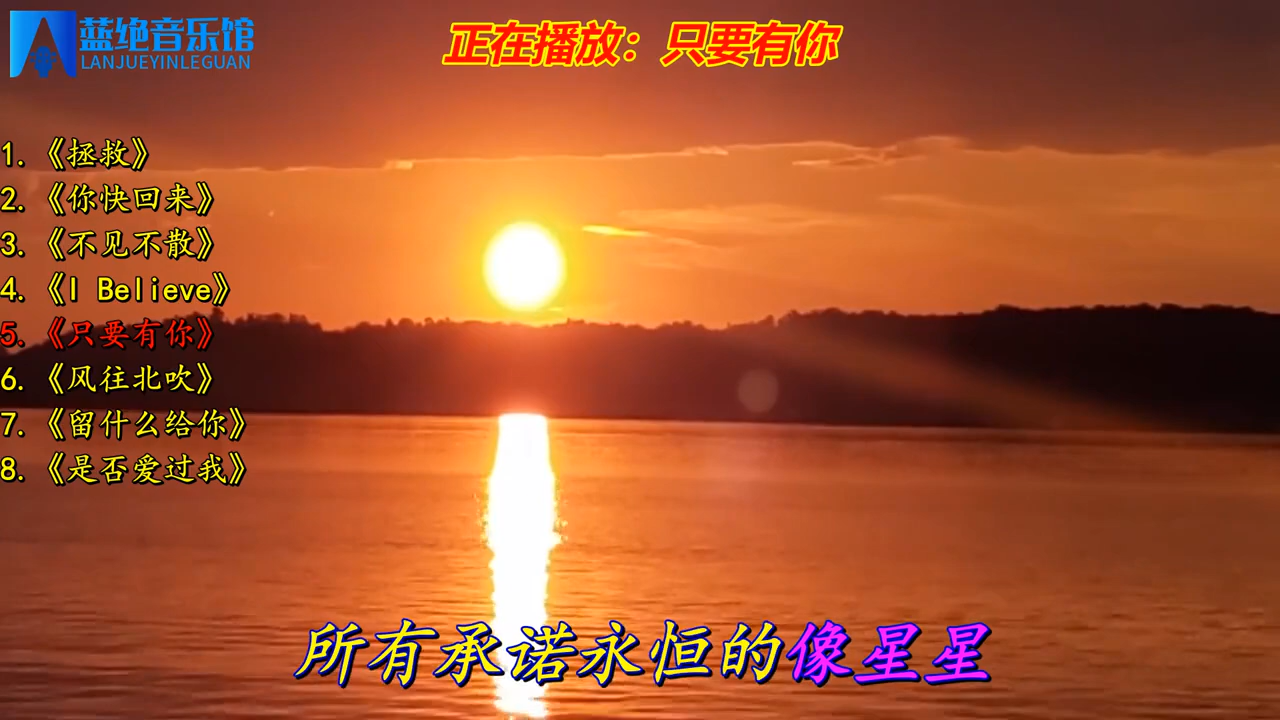 蓝绝音乐馆
LANJUEYINLEGUAN
正在播放：只要有你
1.《拯救》
2.《你快回来》
3.《不见不散》
4.《I Believe》
5.《只要有你》
6.《风往北吹》
7.《留什么给你》
8.《是否爱过我》
所有承诺永恒的像星星